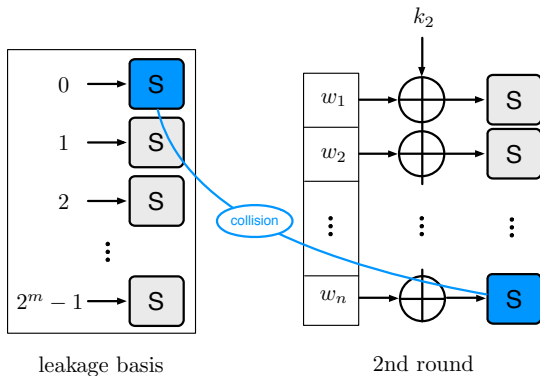 k₂
0 S
w₁ S
1 S
w₂ S
2 S
collision
⋮ ⋮ ⋮ ⋮
2ᵐ − 1 S
wₙ S
leakage basis
2nd round